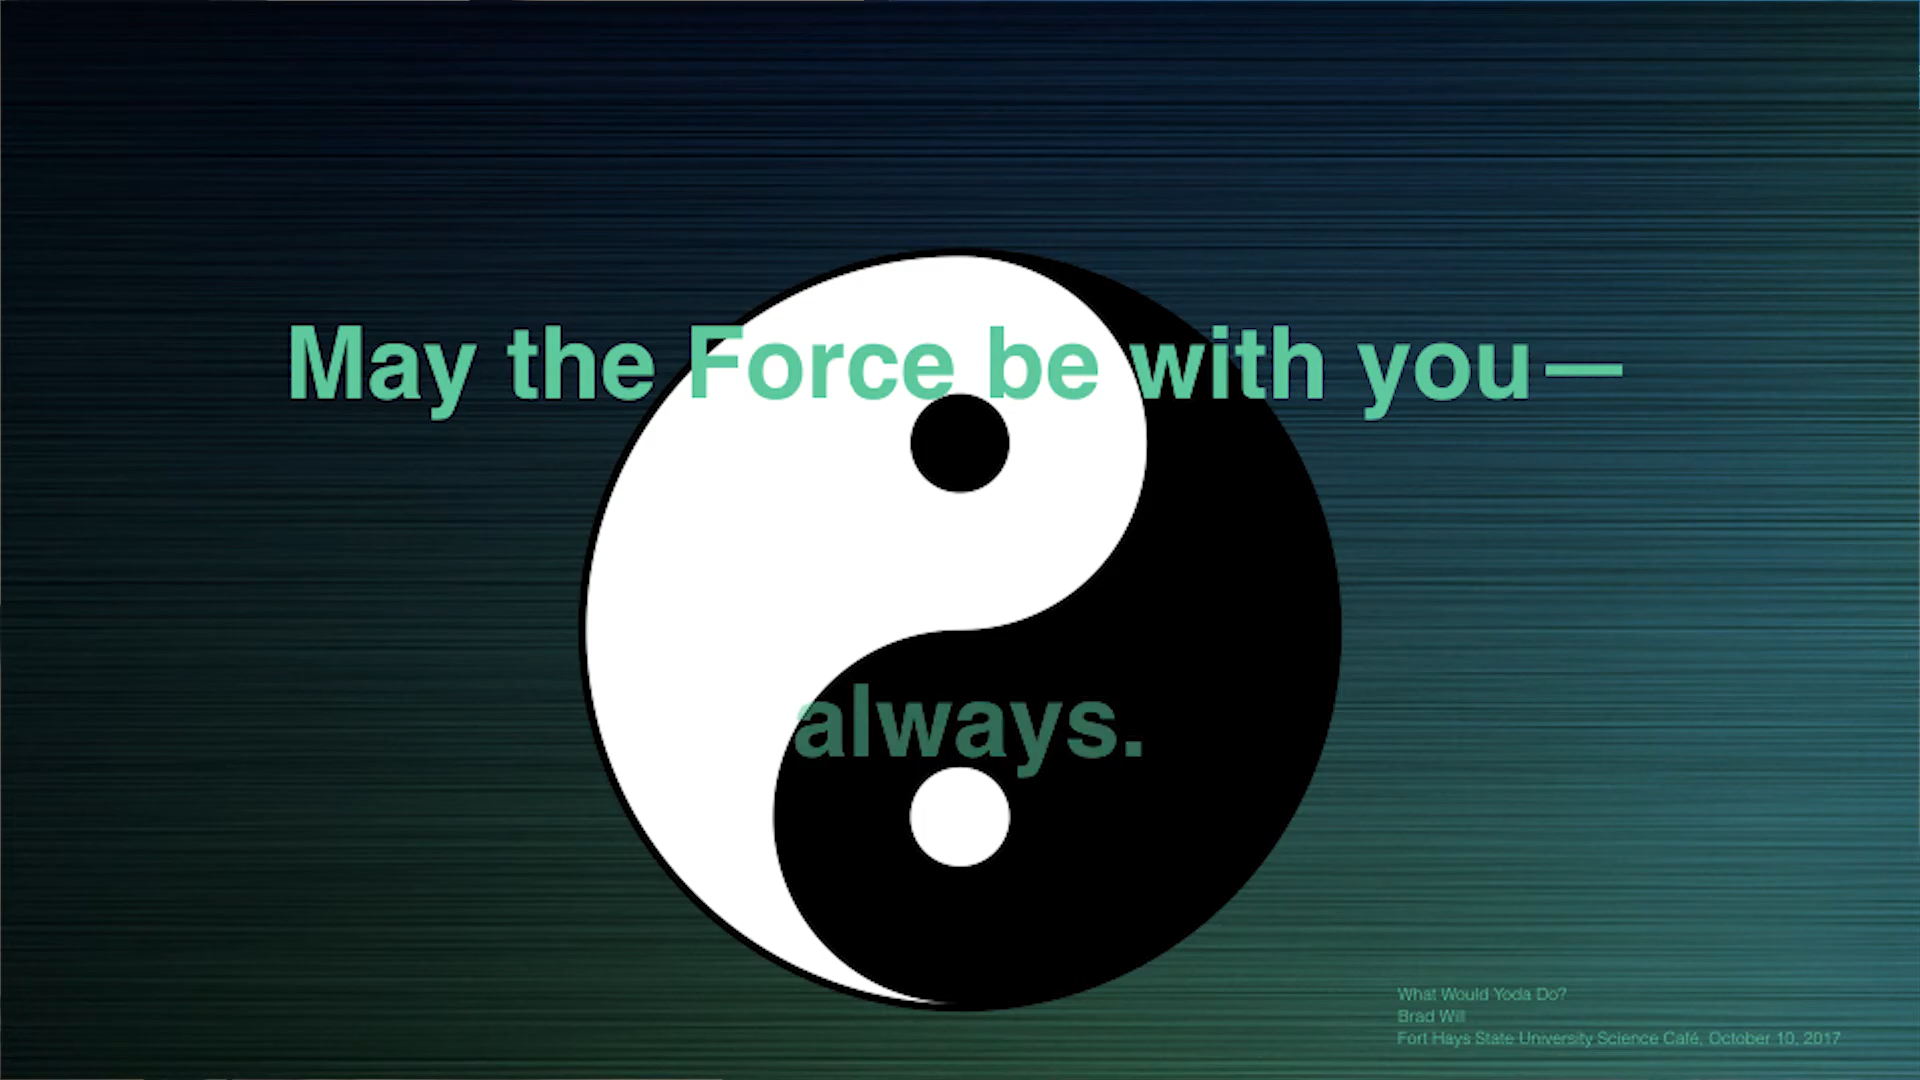 May the Force be with you—
always.
What Would Yoda Do?
Brad Will
Fort Hays State University Science Café, October 10, 2017